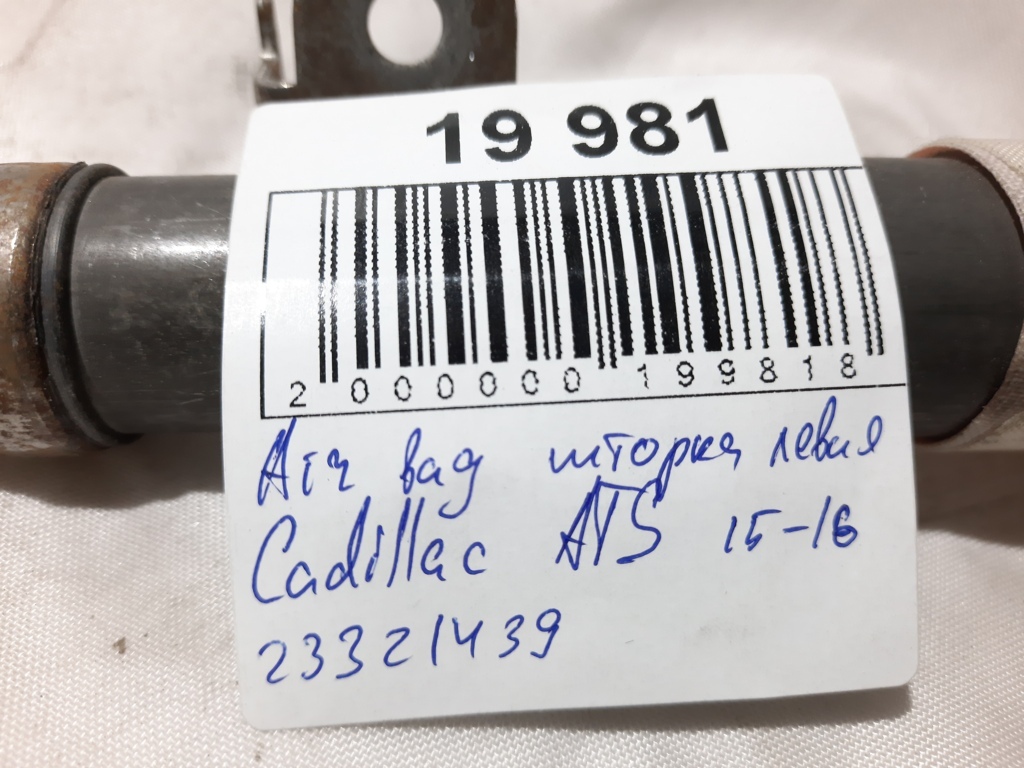 19 981
2 000000 199818
Air bag шторка левая
Cadillac ATS 15-16
23321439